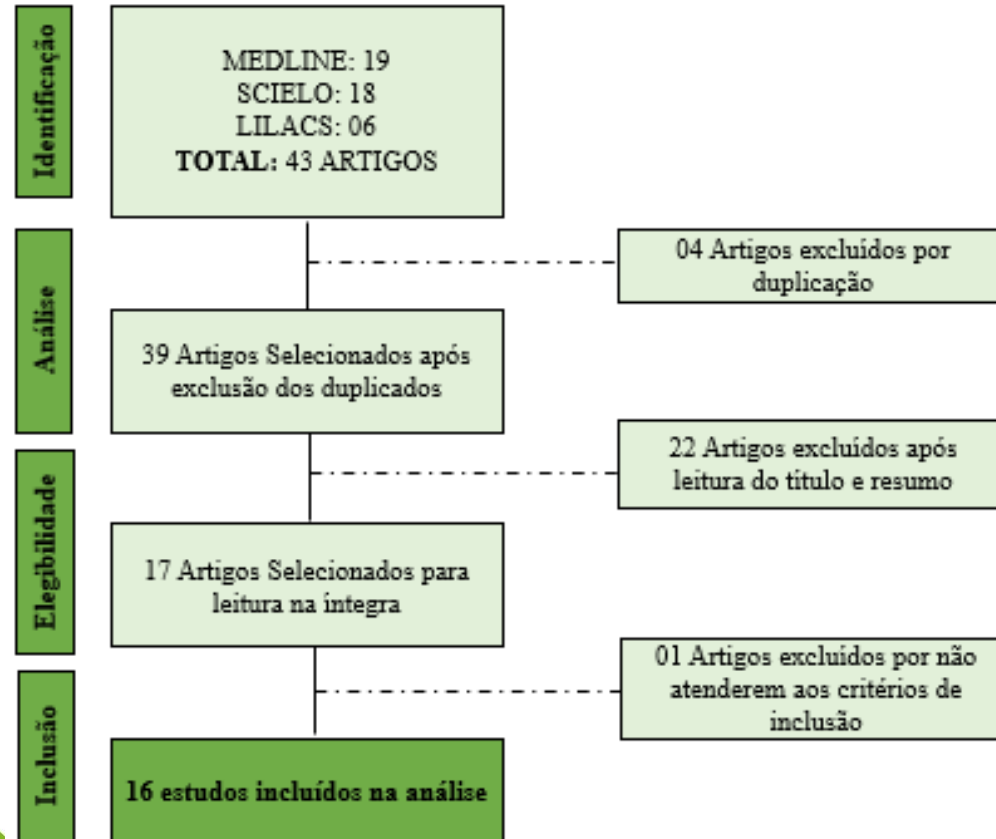 Identificação
MEDLINE: 19
SCIELO: 18
LILACS: 06
TOTAL: 43 ARTIGOS
04 Artigos excluídos por
duplicação
Análise
39 Artigos Selecionados após
exclusão dos duplicados
22 Artigos excluídos após
leitura do título e resumo
Elegibilidade
17 Artigos Selecionados para
leitura na íntegra
01 Artigos excluídos por não
atenderem aos critérios de
inclusão
Inclusão
16 estudos incluídos na análise